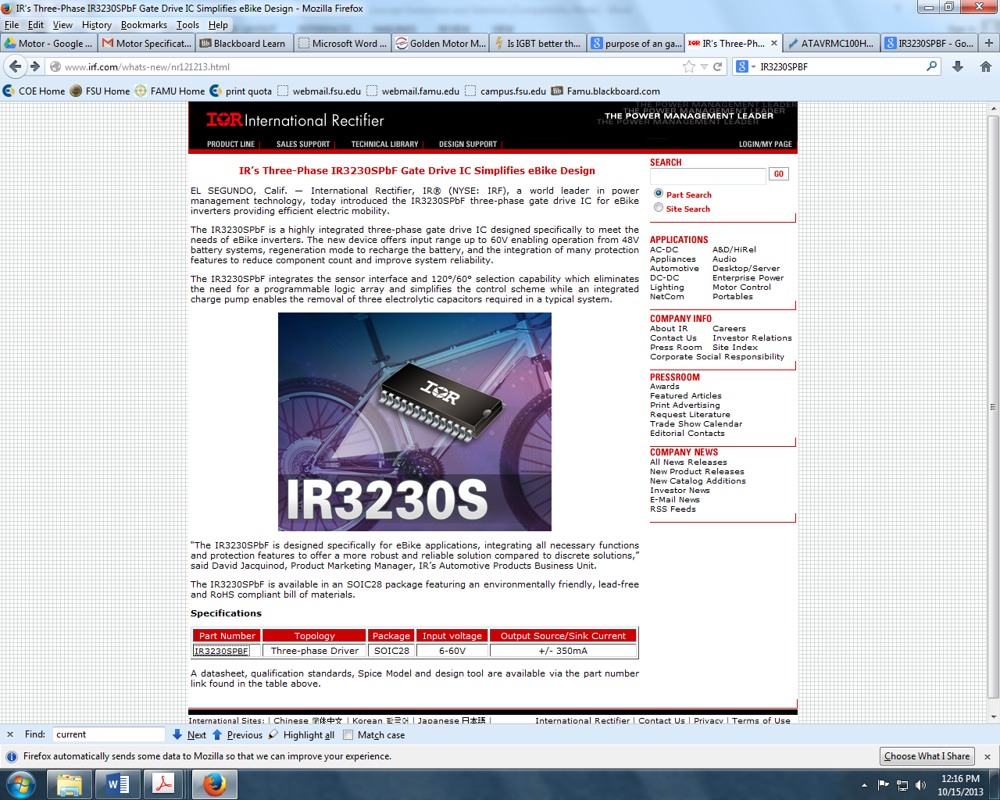 IR's Three-Phase IR3230SPbF Gate Drive IC Simplifies eBike Design - Mozilla Firefox
File Edit View History Bookmarks Tools Help
Motor - Google ...
Motor Specificat...
Blackboard Learn
Microsoft Word ...
Golden Motor M...
Is IGBT better th...
purpose of an ga...
IR's Three-Ph...
ATAVRMC100H...
IR3230SPBF - Go...
www.irf.com/whats-new/nr121213.html
IR3230SPBF
COE Home FSU Home FAMU Home print quota webmail.fsu.edu webmail.famu.edu campus.fsu.edu Famu.blackboard.com
IOR International Rectifier
THE POWER MANAGEMENT LEADER
THE POWER MANAGEMENT LEADER
THE POWER MANAGEMENT LEADER
THE POWER MANAGEMENT LEADER
PRODUCT LINE | SALES SUPPORT | TECHNICAL LIBRARY | DESIGN SUPPORT | LOGIN/MY PAGE
IR's Three-Phase IR3230SPbF Gate Drive IC Simplifies eBike Design
EL SEGUNDO, Calif. — International Rectifier, IR® (NYSE: IRF), a world leader in power
management technology, today introduced the IR3230SPbF three-phase gate drive IC for eBike
inverters providing efficient electric mobility.
The IR3230SPbF is a highly integrated three-phase gate drive IC designed specifically to meet the
needs of eBike inverters. The new device offers input range up to 60V enabling operation from 48V
battery systems, regeneration mode to recharge the battery, and the integration of many protection
features to reduce component count and improve system reliability.
The IR3230SPbF integrates the sensor interface and 120°/60° selection capability which eliminates
the need for a programmable logic array and simplifies the control scheme while an integrated
charge pump enables the removal of three electrolytic capacitors required in a typical system.
IOR
IR3230S
"The IR3230SPbF is designed specifically for eBike applications, integrating all necessary functions
and protection features to offer a more robust and reliable solution compared to discrete solutions,"
said David Jacquinod, Product Marketing Manager, IR's Automotive Products Business Unit.
The IR3230SPbF is available in an SOIC28 package featuring an environmentally friendly, lead-free
and RoHS compliant bill of materials.
Specifications
Part Number Topology Package Input voltage Output Source/Sink Current
IR3230SPBF Three-phase Driver SOIC28 6-60V +/- 350mA
A datasheet, qualification standards, Spice Model and design tool are available via the part number
link found in the table above.
SEARCH
GO
Part Search
Site Search
APPLICATIONS
AC-DC A&D/HiRel
Appliances Audio
Automotive Desktop/Server
DC-DC Enterprise Power
Lighting Motor Control
NetCom Portables
COMPANY INFO
About IR Careers
Contact Us Investor Relations
Press Room Site Index
Corporate Social Responsibility
PRESSROOM
Awards
Featured Articles
Print Advertising
Request Literature
Trade Show Calendar
Editorial Contacts
COMPANY NEWS
All News Releases
New Product Releases
New Catalog Additions
Investor News
E-Mail News
RSS Feeds
International Sites: | Chinese 简体中文 | Korean 한국어 | Japanese 日本語 |
International Rectifier | Contact Us | Privacy | Terms of Use
Find: current Next Previous Highlight all Match case
Firefox automatically sends some data to Mozilla so that we can improve your experience.
Choose What I Share
12:16 PM
10/15/2013